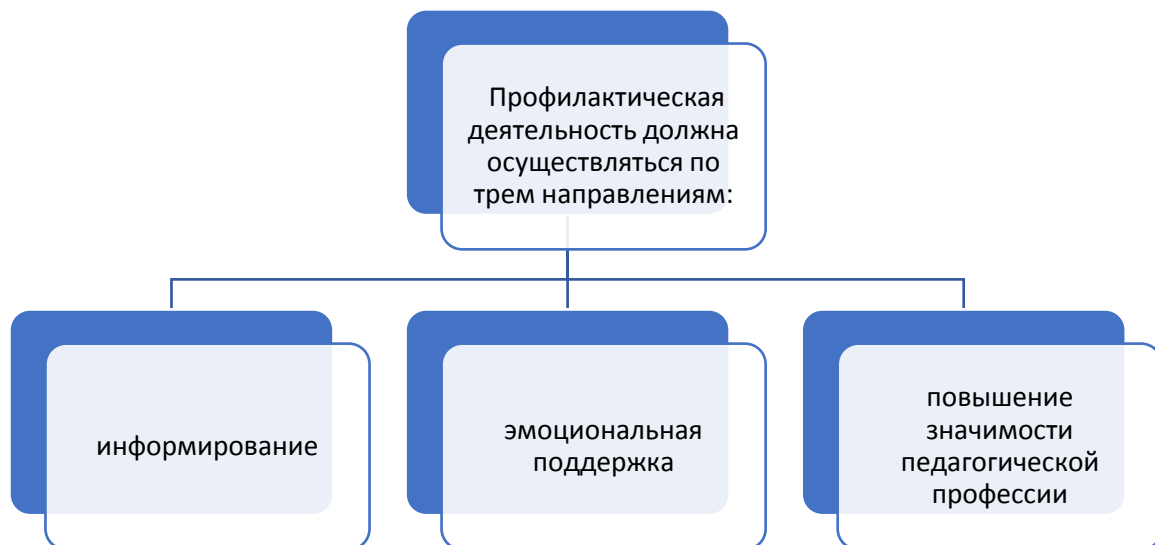 Профилактическая
деятельность должна
осуществляться по
трем направлениям:
информирование
эмоциональная
поддержка
повышение
значимости
педагогической
профессии